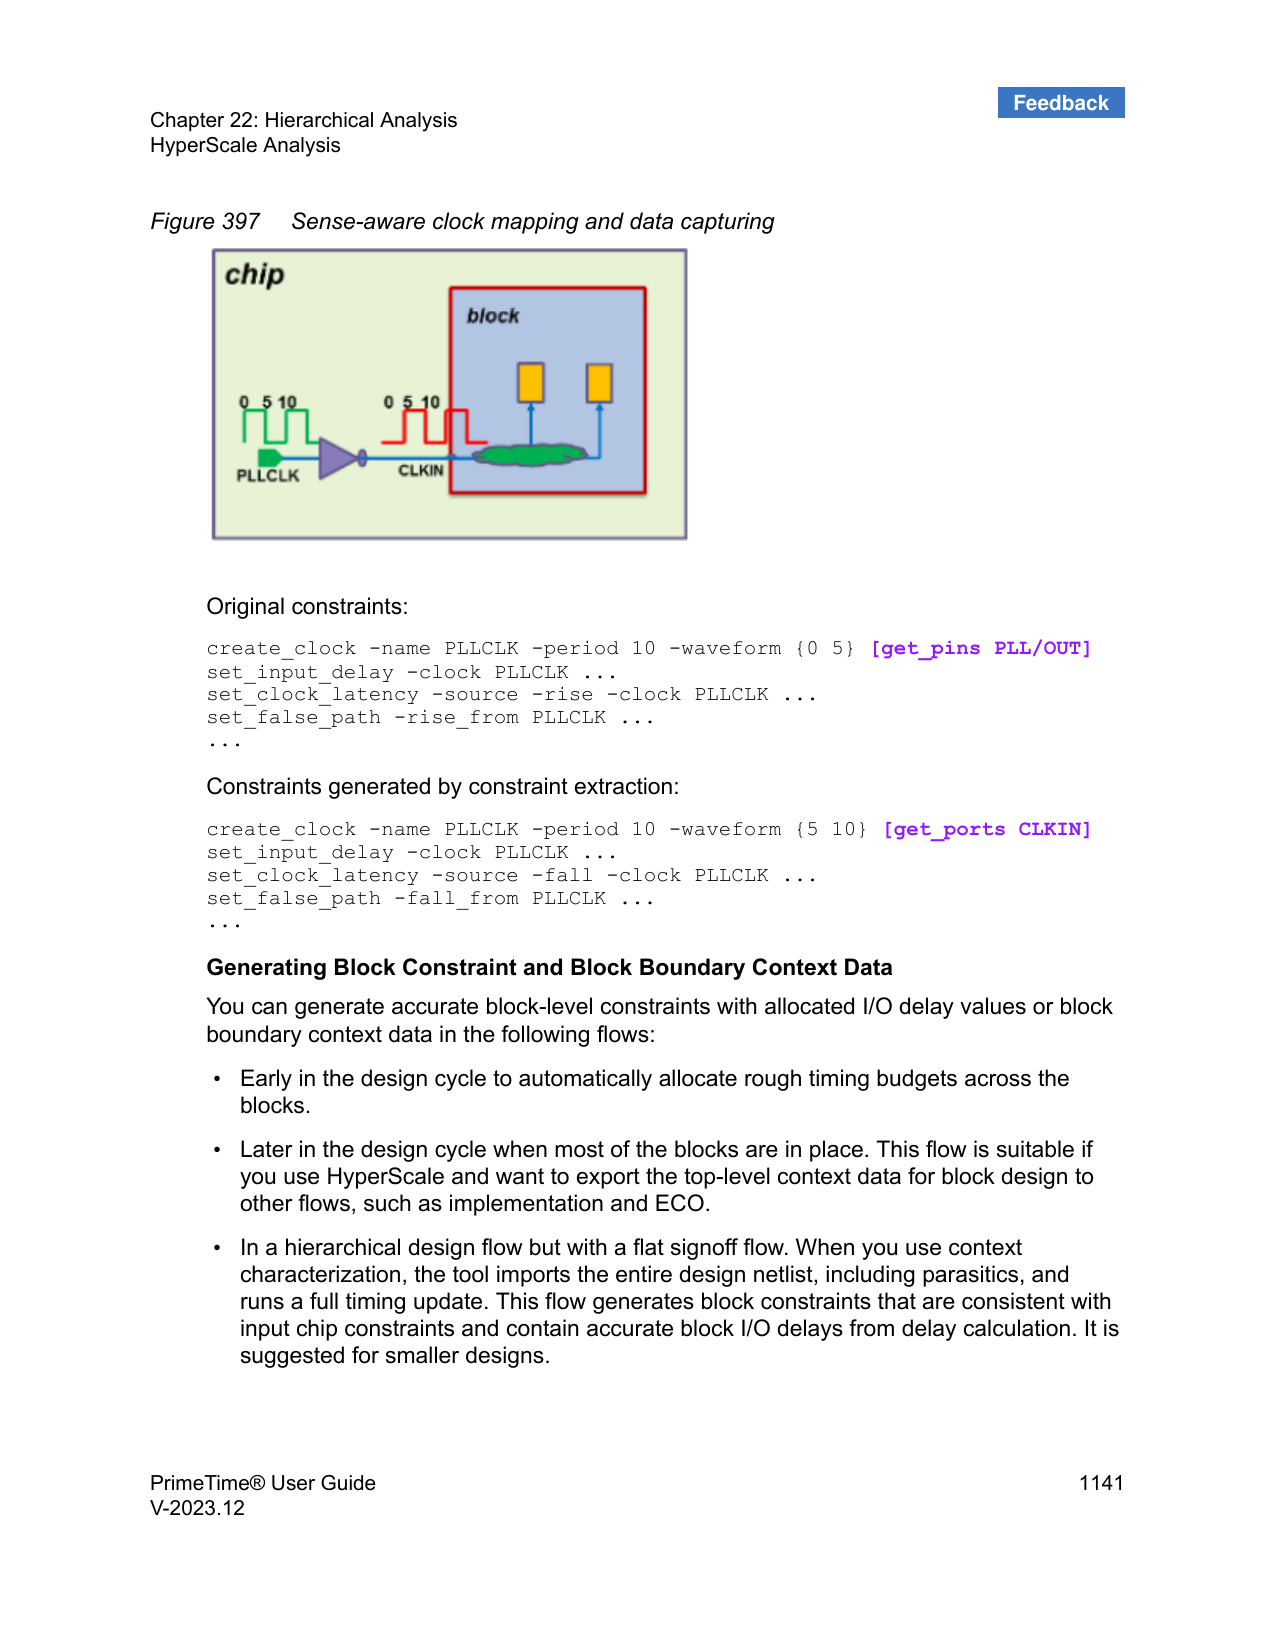 Feedback
Chapter 22: Hierarchical Analysis
HyperScale Analysis
Figure 397 Sense-aware clock mapping and data capturing
chip
block
0 5 10
0 5 10
PLLCLK
CLKIN
Original constraints:
create_clock -name PLLCLK -period 10 -waveform {0 5} [get_pins PLL/OUT]
set_input_delay -clock PLLCLK ...
set_clock_latency -source -rise -clock PLLCLK ...
set_false_path -rise_from PLLCLK ...
...
Constraints generated by constraint extraction:
create_clock -name PLLCLK -period 10 -waveform {5 10} [get_ports CLKIN]
set_input_delay -clock PLLCLK ...
set_clock_latency -source -fall -clock PLLCLK ...
set_false_path -fall_from PLLCLK ...
...
Generating Block Constraint and Block Boundary Context Data
You can generate accurate block-level constraints with allocated I/O delay values or block
boundary context data in the following flows:
• Early in the design cycle to automatically allocate rough timing budgets across the
blocks.
• Later in the design cycle when most of the blocks are in place. This flow is suitable if
you use HyperScale and want to export the top-level context data for block design to
other flows, such as implementation and ECO.
• In a hierarchical design flow but with a flat signoff flow. When you use context
characterization, the tool imports the entire design netlist, including parasitics, and
runs a full timing update. This flow generates block constraints that are consistent with
input chip constraints and contain accurate block I/O delays from delay calculation. It is
suggested for smaller designs.
PrimeTime® User Guide
V-2023.12
1141